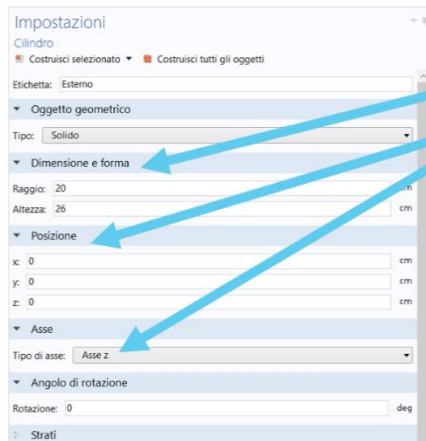 Impostazioni
Cilindro
Costruisci selezionato Costruisci tutti gli oggetti
Etichetta: Esterno
Oggetto geometrico
Tipo: Solido
Dimensione e forma
Raggio: 20 cm
Altezza: 26 cm
Posizione
x: 0 cm
y: 0 cm
z: 0 cm
Asse
Tipo di asse: Asse z
Angolo di rotazione
Rotazione: 0 deg
Strati